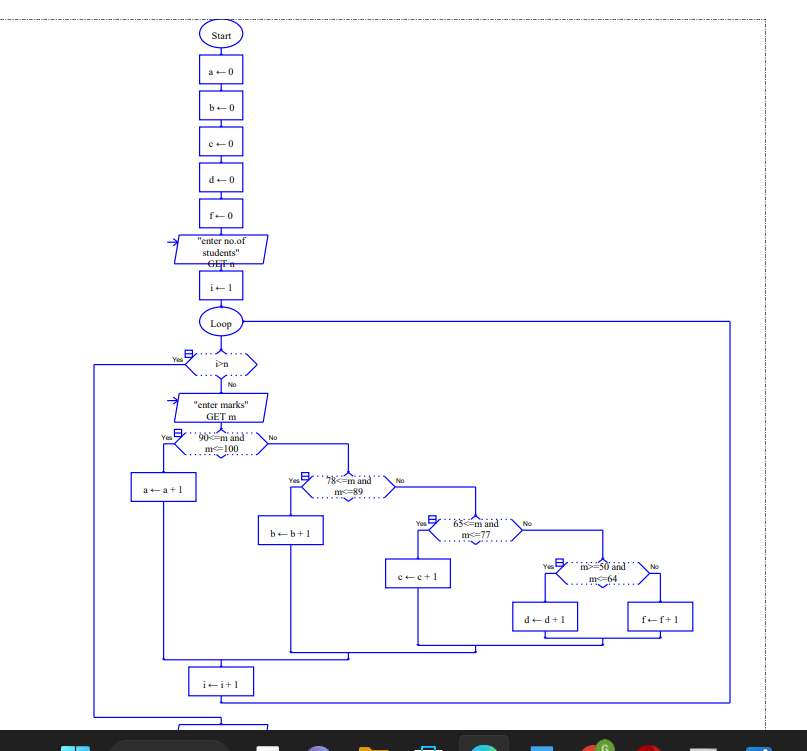 Start
a ← 0
b ← 0
c ← 0
d ← 0
f ← 0
"enter no.of
students"
GET n
i ← 1
Loop
Yes
i>n
No
"enter marks"
GET m
Yes
90<=m and
m<=100
No
a ← a + 1
Yes
78<=m and
m<=89
No
b ← b + 1
Yes
65<=m and
m<=77
No
c ← c + 1
Yes
m>=50 and
m<=64
No
d ← d + 1
f ← f + 1
i ← i + 1
6